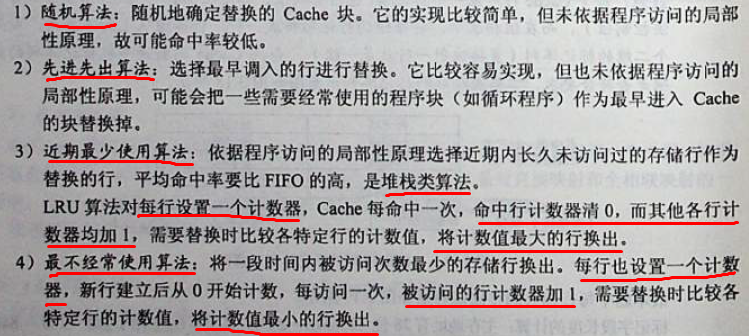 1）随机算法：随机地确定替换的 Cache 块。它的实现比较简单，但未依据程序访问的局部
性原理，故可能命中率较低。
2）先进先出算法：选择最早调入的行进行替换。它比较容易实现，但也未依据程序访问的
局部性原理，可能会把一些需要经常使用的程序块（如循环程序）作为最早进入 Cache
的块替换掉。
3）近期最少使用算法：依据程序访问的局部性原理选择近期内长久未访问过的存储行作为
替换的行，平均命中率要比 FIFO 的高，是堆栈类算法。
LRU 算法对每行设置一个计数器，Cache 每命中一次，命中行计数器清 0，而其他各行计
数器均加 1，需要替换时比较各特定行的计数值，将计数值最大的行换出。
4）最不经常使用算法：将一段时间内被访问次数最少的存储行换出。每行也设置一个计数
器，新行建立后从 0 开始计数，每访问一次，被访问的行计数器加 1，需要替换时比较各
特定行的计数值，将计数值最小的行换出。